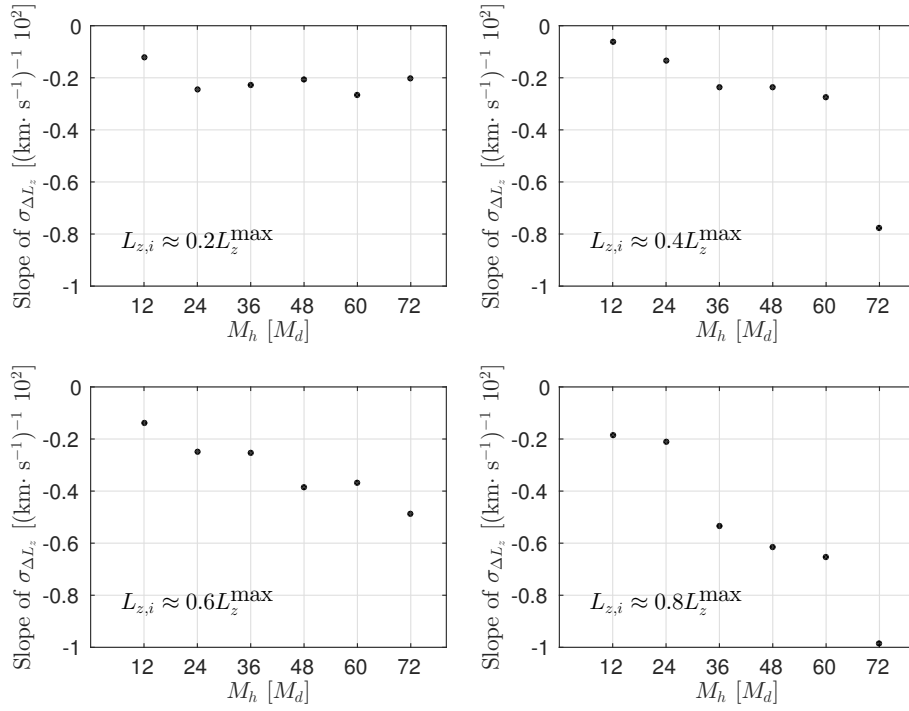 0
-0.2
-0.4
-0.6
-0.8
-1
Slope of σ_{ΔL_z} [(km· s^{-1})^{-1} 10^2]
L_{z,i} ≈ 0.2L_z^{max}
12 24 36 48 60 72
M_h [M_d]
0
-0.2
-0.4
-0.6
-0.8
-1
Slope of σ_{ΔL_z} [(km· s^{-1})^{-1} 10^2]
L_{z,i} ≈ 0.4L_z^{max}
12 24 36 48 60 72
M_h [M_d]
0
-0.2
-0.4
-0.6
-0.8
-1
Slope of σ_{ΔL_z} [(km· s^{-1})^{-1} 10^2]
L_{z,i} ≈ 0.6L_z^{max}
12 24 36 48 60 72
M_h [M_d]
0
-0.2
-0.4
-0.6
-0.8
-1
Slope of σ_{ΔL_z} [(km· s^{-1})^{-1} 10^2]
L_{z,i} ≈ 0.8L_z^{max}
12 24 36 48 60 72
M_h [M_d]